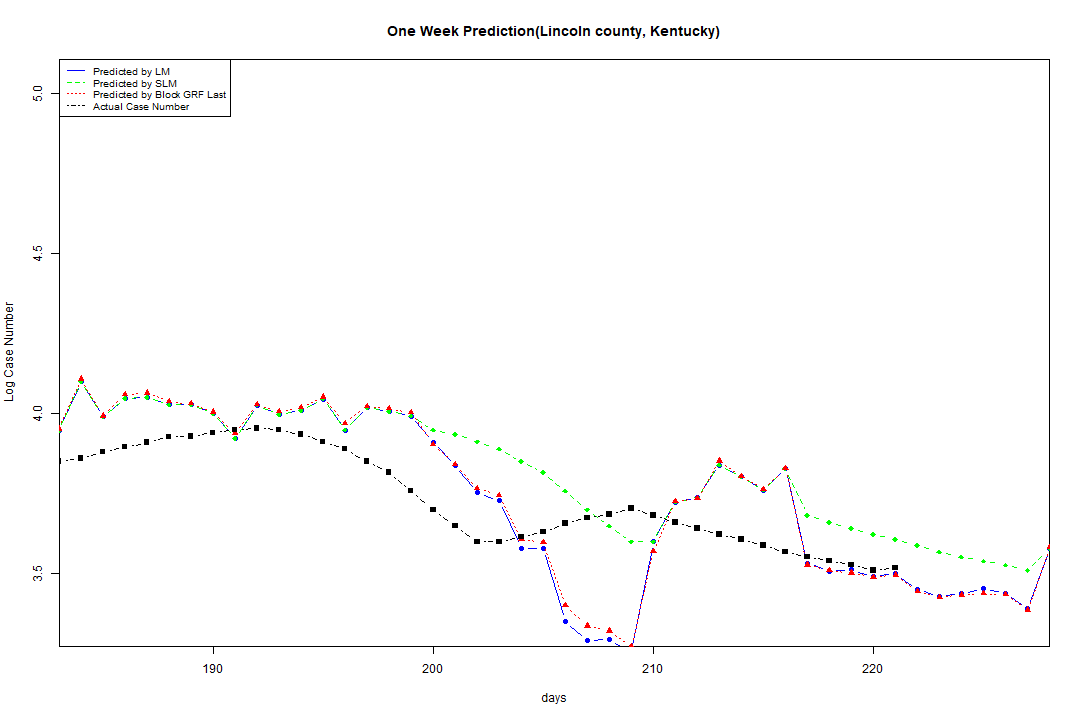 One Week Prediction(Lincoln county, Kentucky)
Predicted by LM
Predicted by SLM
Predicted by Block GRF Last
Actual Case Number
5.0
4.5
4.0
3.5
Log Case Number
190 200 210 220
days